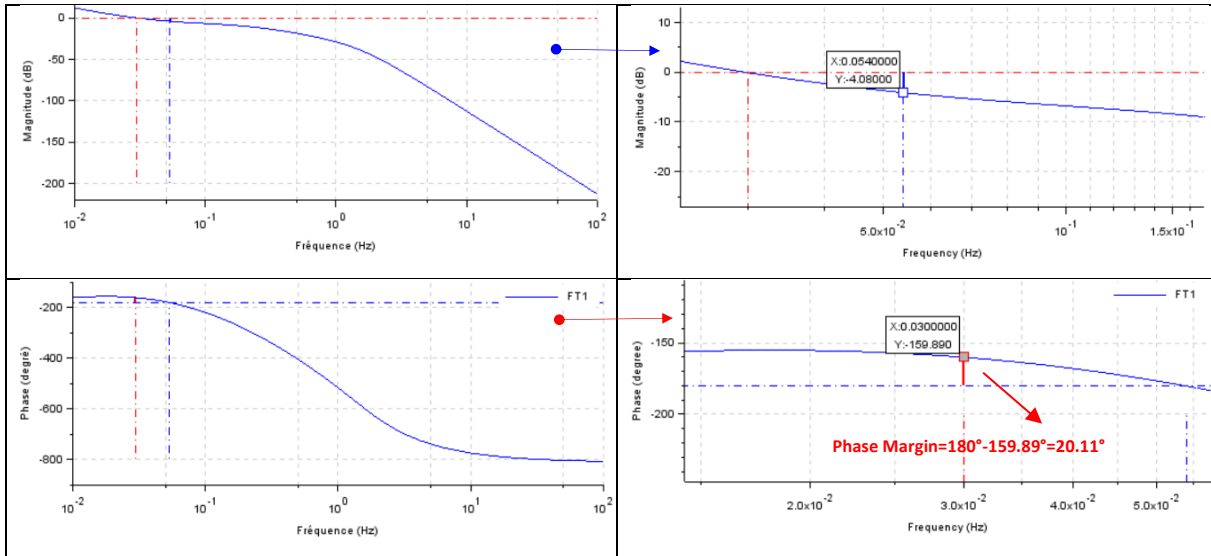 Magnitude (dB)
0
-50
-100
-150
-200
10^-2
10^-1
10^0
10^1
10^2
Fréquence (Hz)
Magnitude (dB)
10
0
-10
-20
X:0.0540000
Y:-4.08000
5.0x10^-2
10^-1
1.5x10^-1
Frequency (Hz)
Phase (degré)
-200
-400
-600
-800
FT1
10^-2
10^-1
10^0
10^1
10^2
Fréquence (Hz)
Phase (degree)
-150
-200
FT1
X:0.0300000
Y:-159.890
Phase Margin=180°-159.89°=20.11°
2.0x10^-2
3.0x10^-2
4.0x10^-2
5.0x10^-2
Frequency (Hz)